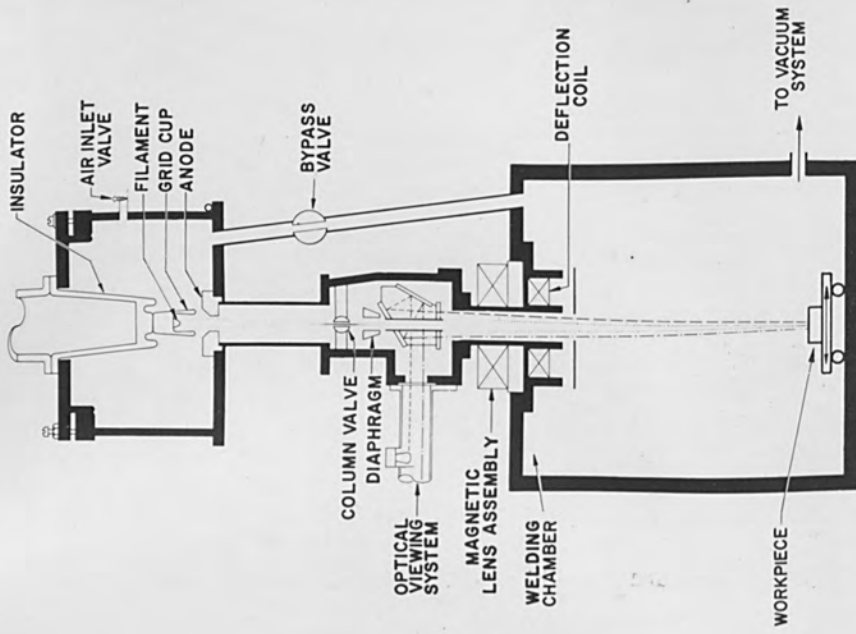 INSULATOR
AIR INLET
VALVE
FILAMENT
GRID CUP
ANODE
BYPASS
VALVE
COLUMN VALVE
DIAPHRAGM
OPTICAL
VIEWING
SYSTEM
MAGNETIC
LENS ASSEMBLY
DEFLECTION
COIL
WELDING
CHAMBER
TO VACUUM
SYSTEM
WORKPIECE